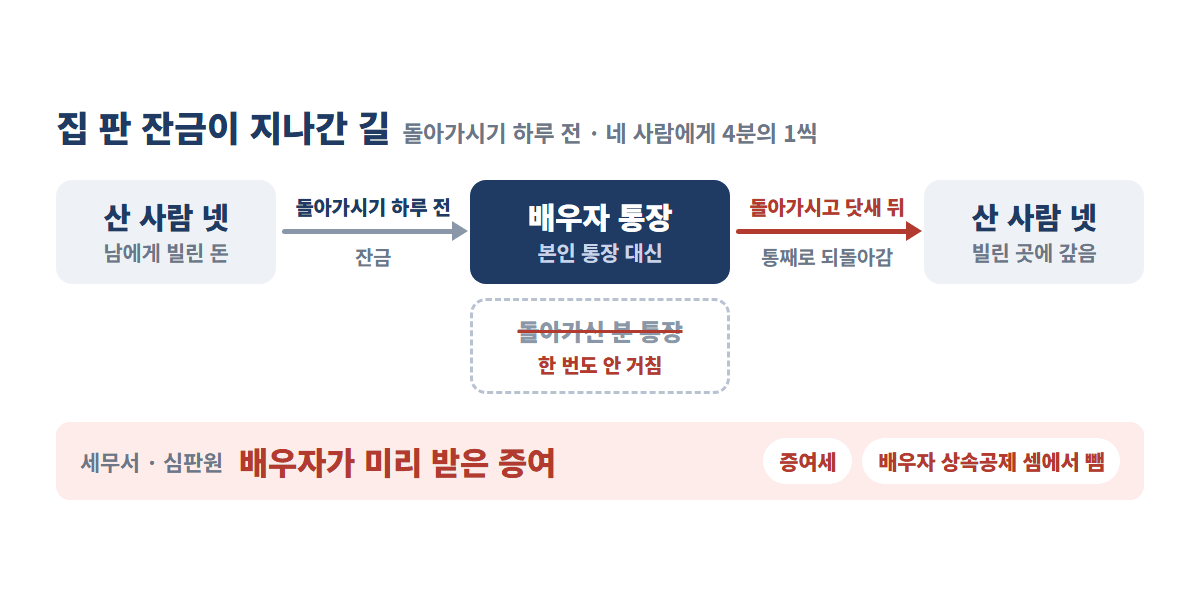 집 판 잔금이 지나간 길 돌아가시기 하루 전 · 네 사람에게 4분의 1씩
산 사람 넷
남에게 빌린 돈
돌아가시기 하루 전
잔금
배우자 통장
본인 통장 대신
돌아가시고 닷새 뒤
통째로 되돌아감
산 사람 넷
빌린 곳에 갚음
돌아가신 분 통장
한 번도 안 거침
세무서 · 심판원 배우자가 미리 받은 증여
증여세
배우자 상속공제 셈에서 뺌